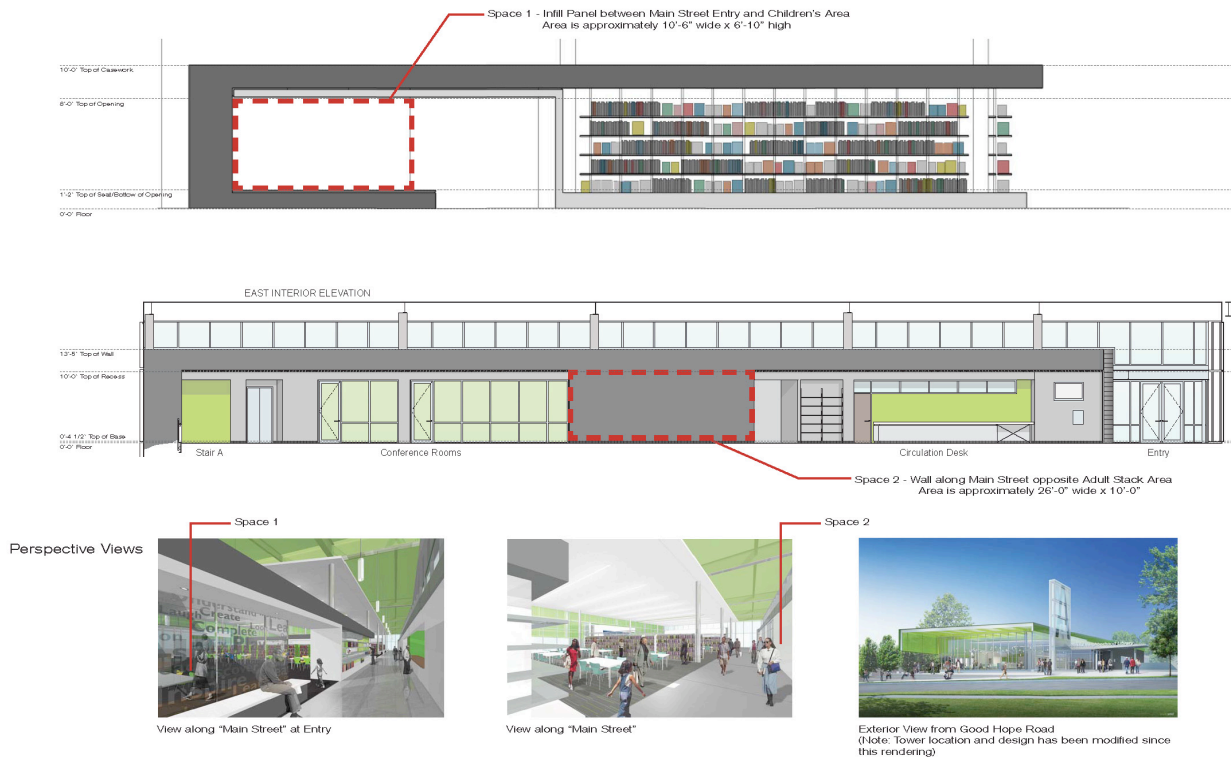 Space 1 - Infill Panel between Main Street Entry and Children's Area
Area is approximately 10'-6" wide x 6'-10" high
10'-0" Top of Casework
8'-0" Top of Opening
1'-2" Top of Seat/Bottom of Opening
0'-0" Floor
EAST INTERIOR ELEVATION
13'-5" Top of Wall
10'-0" Top of Recess
0'-4 1/2" Top of Base
0'-0" Floor
Stair A
Conference Rooms
Circulation Desk
Entry
Space 2 - Wall along Main Street opposite Adult Stack Area
Area is approximately 26'-0" wide x 10'-0"
Space 1
Space 2
Perspective Views
Understand
Laugh Create
Complete
View along "Main Street" at Entry
View along "Main Street"
Exterior View from Good Hope Road
(Note: Tower location and design has been modified since
this rendering)